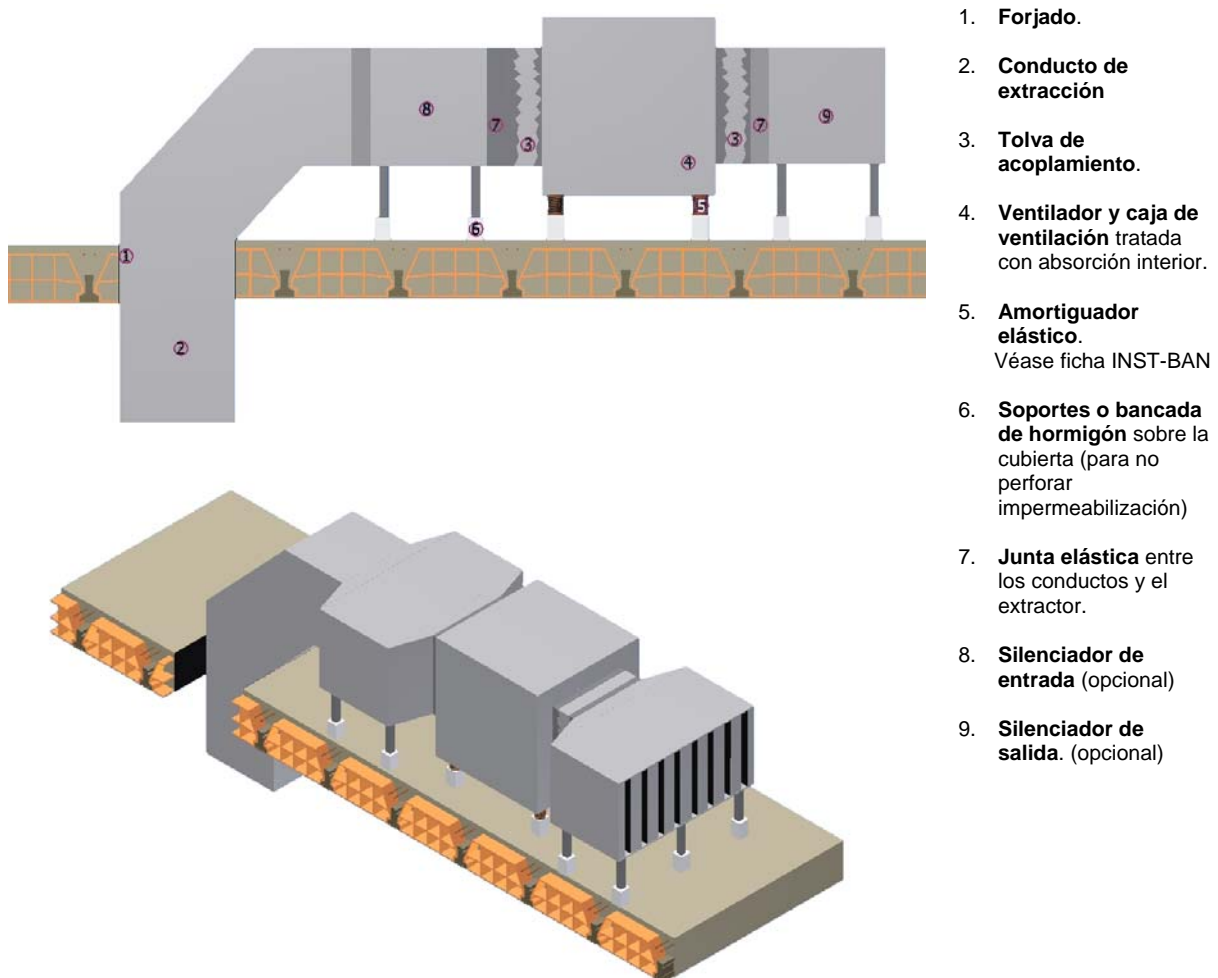 8
7
3
4
3
7
9
5
6
1
2
1. Forjado.
2. Conducto de
extracción
3. Tolva de
acoplamiento.
4. Ventilador y caja de
ventilación tratada
con absorción interior.
5. Amortiguador
elástico.
Véase ficha INST-BAN
6. Soportes o bancada
de hormigón sobre la
cubierta (para no
perforar
impermeabilización)
7. Junta elástica entre
los conductos y el
extractor.
8. Silenciador de
entrada (opcional)
9. Silenciador de
salida. (opcional)